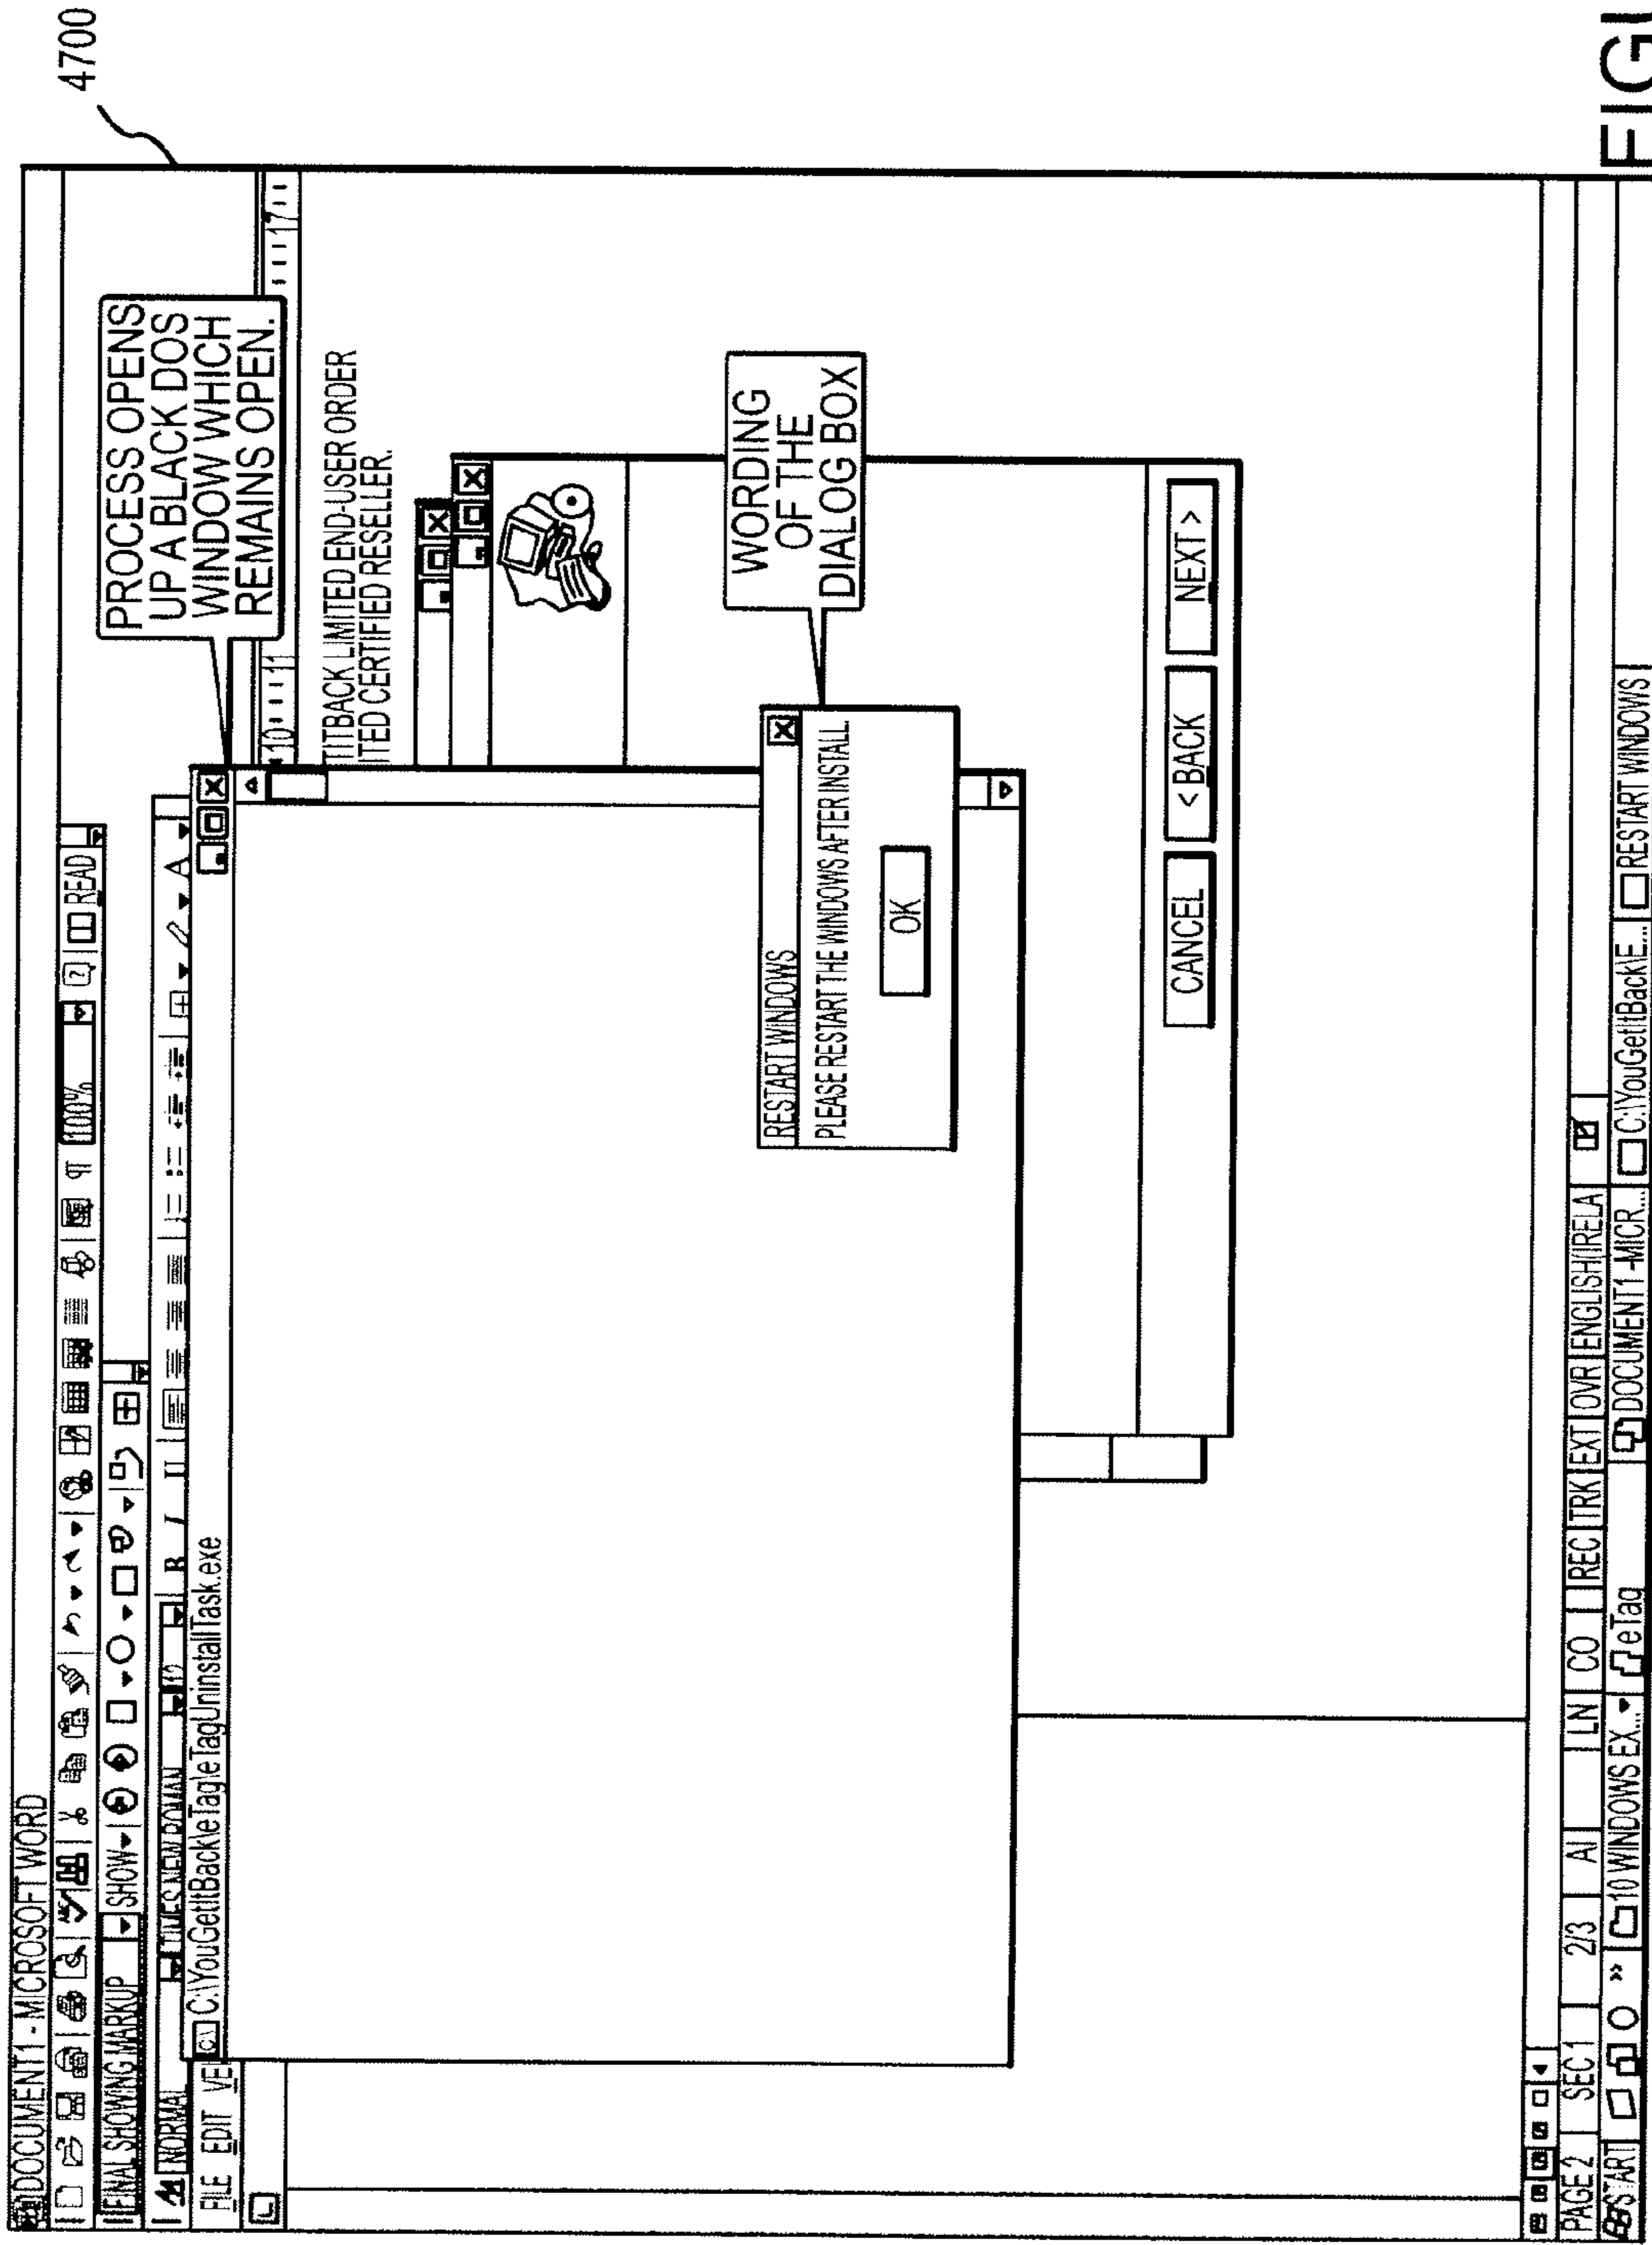 4700
DOCUMENT1 - MICROSOFT WORD
100%
READ
FINAL SHOWING MARKUP
SHOW
NORMAL
TIMES NEW ROMAN
12
B I U
A
PROCESS OPENS
UP A BLACK DOS
WINDOW WHICH
REMAINS OPEN.
C:\YouGetItBack\eTag\eTagUninstallTask.exe
FILE EDIT VE
10 11
17
TITBACK LIMITED END-USER ORDER
ITED CERTIFIED RESELLER.
WORDING
OF THE
DIALOG BOX
RESTART WINDOWS
PLEASE RESTART THE WINDOWS AFTER INSTALL.
OK
CANCEL
< BACK
NEXT >
PAGE 2 SEC 1 2/3 AI LN CO REC TRK EXT OVR ENGLISH(IRELA
START
10 WINDOWS EX...
eTag
DOCUMENT1 -MICR...
C:\YouGetItBack\E...
RESTART WINDOWS